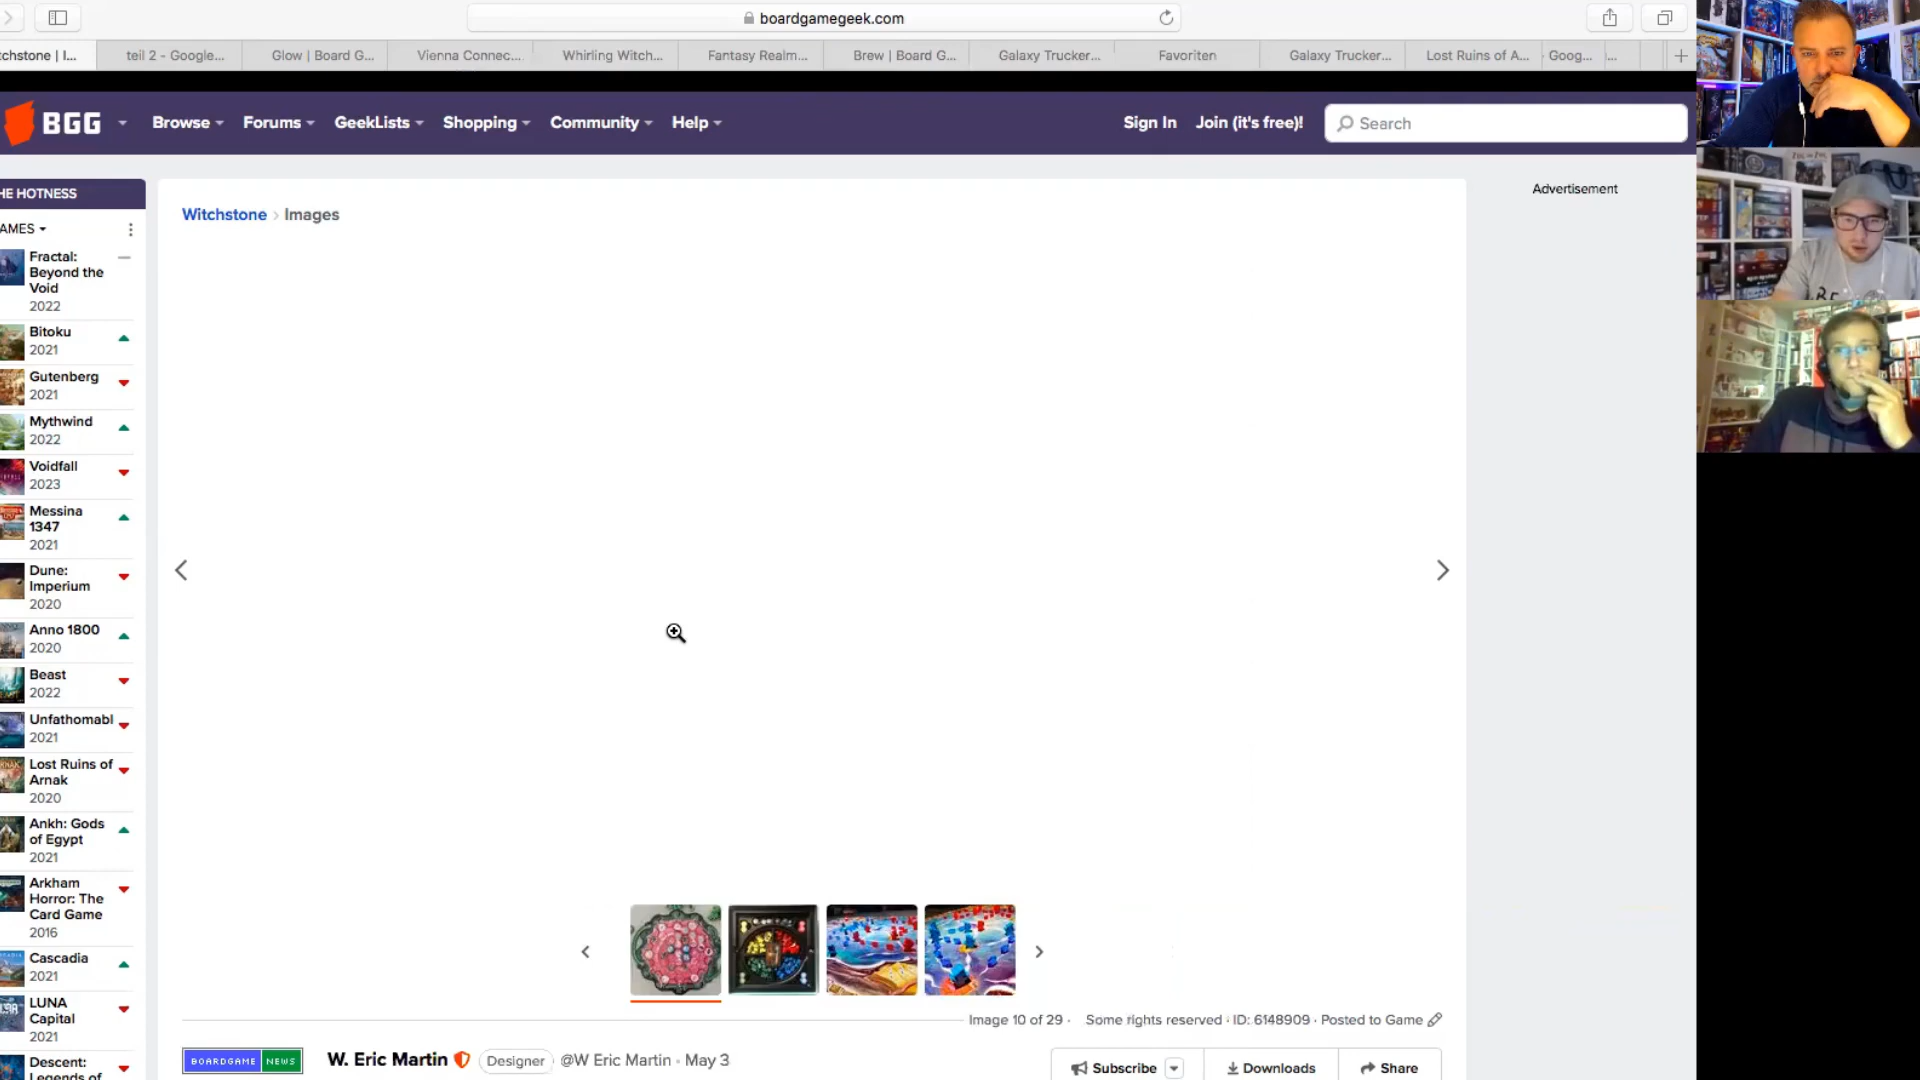 boardgamegeek.com
tchstone | I...
teil 2 - Google...
Glow | Board G...
Vienna Connec...
Whirling Witch...
Fantasy Realm...
Brew | Board G...
Galaxy Trucker...
Favoriten
Galaxy Trucker...
Lost Ruins of A...
Goog...
BGG
Browse
Forums
GeekLists
Shopping
Community
Help
Sign In
Join (it's free)!
Search
HE HOTNESS
AMES
Fractal:
Beyond the
Void
2022
Bitoku
2021
Gutenberg
2021
Mythwind
2022
Voidfall
2023
Messina
1347
2021
Dune:
Imperium
2020
Anno 1800
2020
Beast
2022
Unfathomabl
2021
Lost Ruins of
Arnak
2020
Ankh: Gods
of Egypt
2021
Arkham
Horror: The
Card Game
2016
Cascadia
2021
LUNA
Capital
2021
Descent:
Legends of
Witchstone > Images
Advertisement
Image 10 of 29 · Some rights reserved · ID: 6148909 · Posted to Game
BOARDGAME NEWS
W. Eric Martin Designer @W Eric Martin · May 3
Subscribe
Downloads
Share